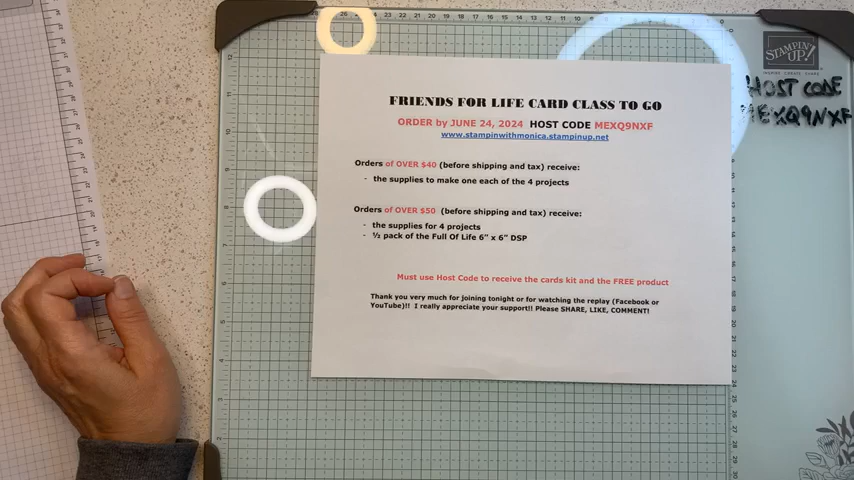 FRIENDS FOR LIFE CARD CLASS TO GO
ORDER by JUNE 24, 2024 HOST CODE MEXQ9NXF
www.stampinwithmonica.stampinup.net
Orders of OVER $40 (before shipping and tax) receive:
- the supplies to make one each of the 4 projects
Orders of OVER $50 (before shipping and tax) receive:
- the supplies for 4 projects
- ½ pack of the Full Of Life 6" x 6" DSP
Must use Host Code to receive the cards kit and the FREE product
Thank you very much for joining tonight or for watching the replay (Facebook or
YouTube)!! I really appreciate your support!! Please SHARE, LIKE, COMMENT!
STAMPIN' UP!
INSPIRE. CREATE. SHARE.
HOST CODE
MEXQ9NXF